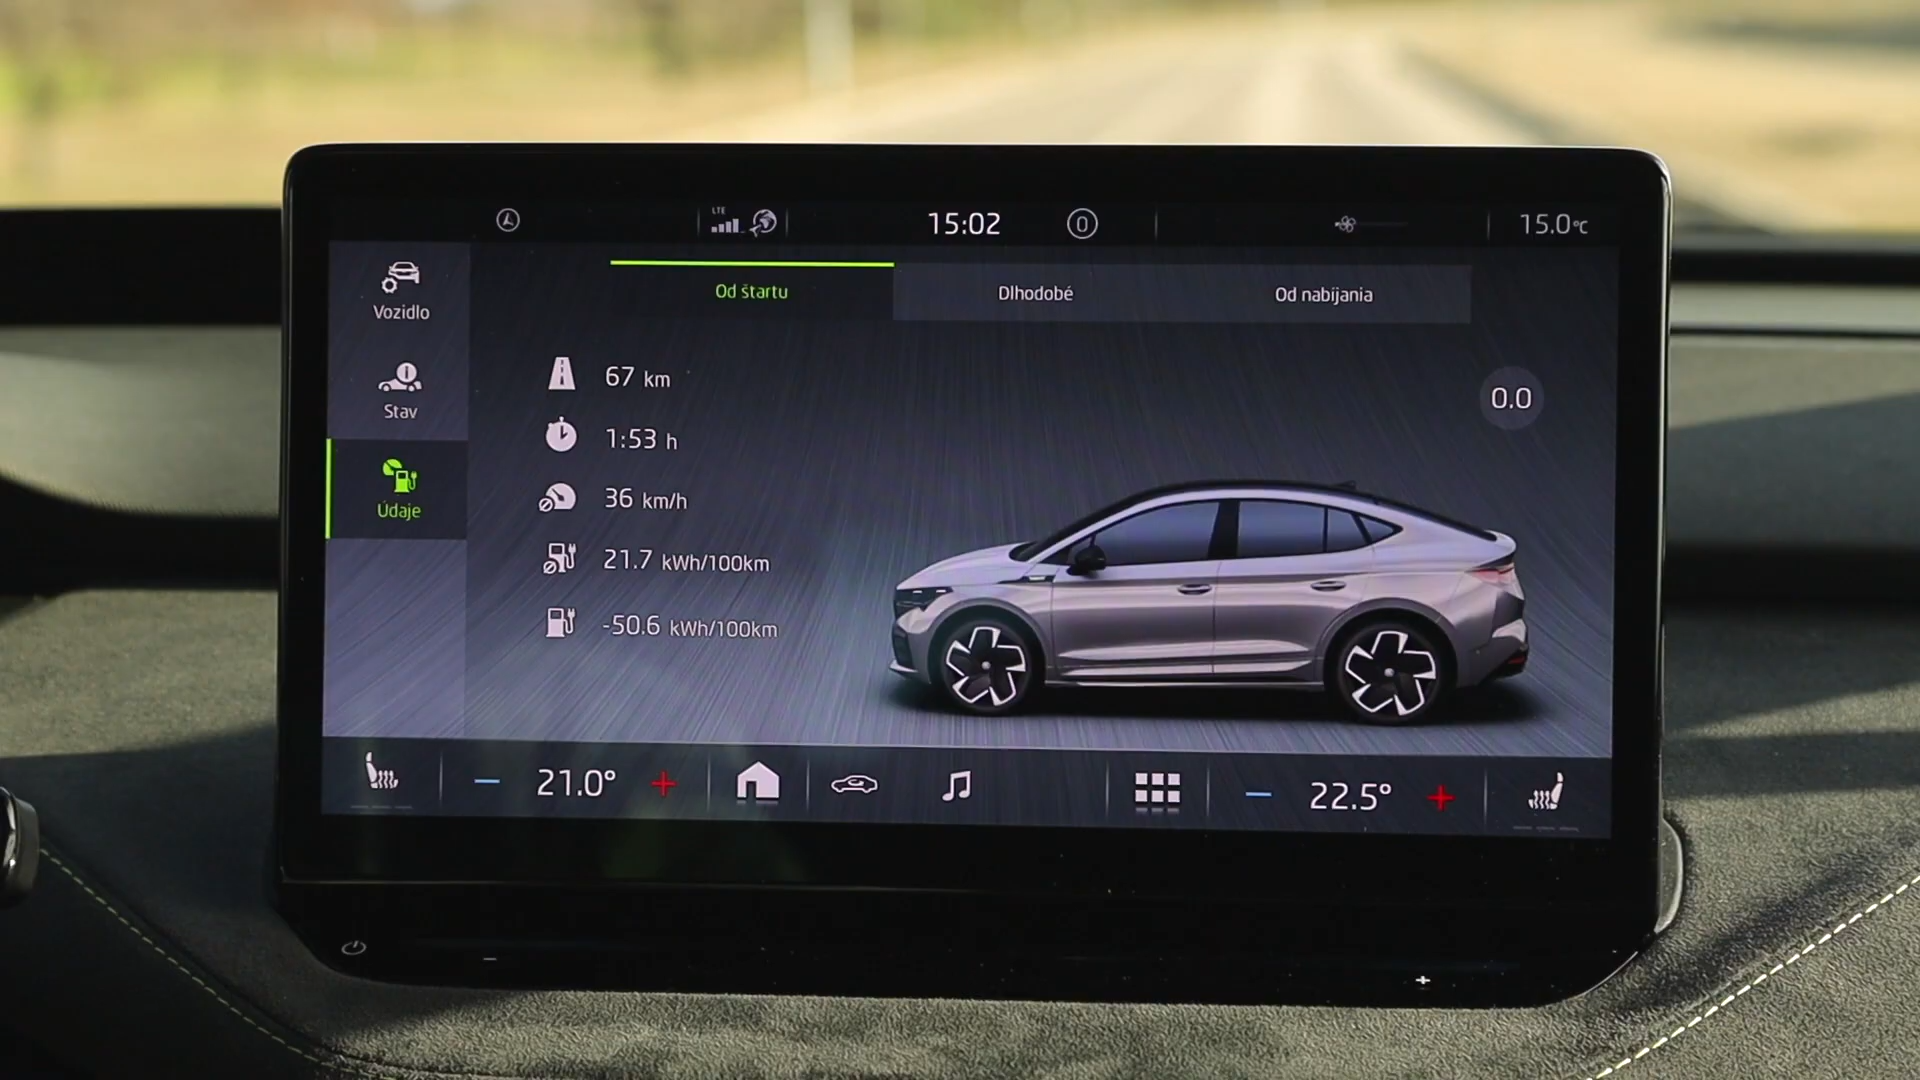 LTE
15:02
0
15.0°C
Vozidlo
Stav
Údaje
Od štartu
Dlhodobé
Od nabíjania
67 km
1:53 h
36 km/h
21.7 kWh/100km
-50.6 kWh/100km
0.0
− 21.0° +
− 22.5° +
− +